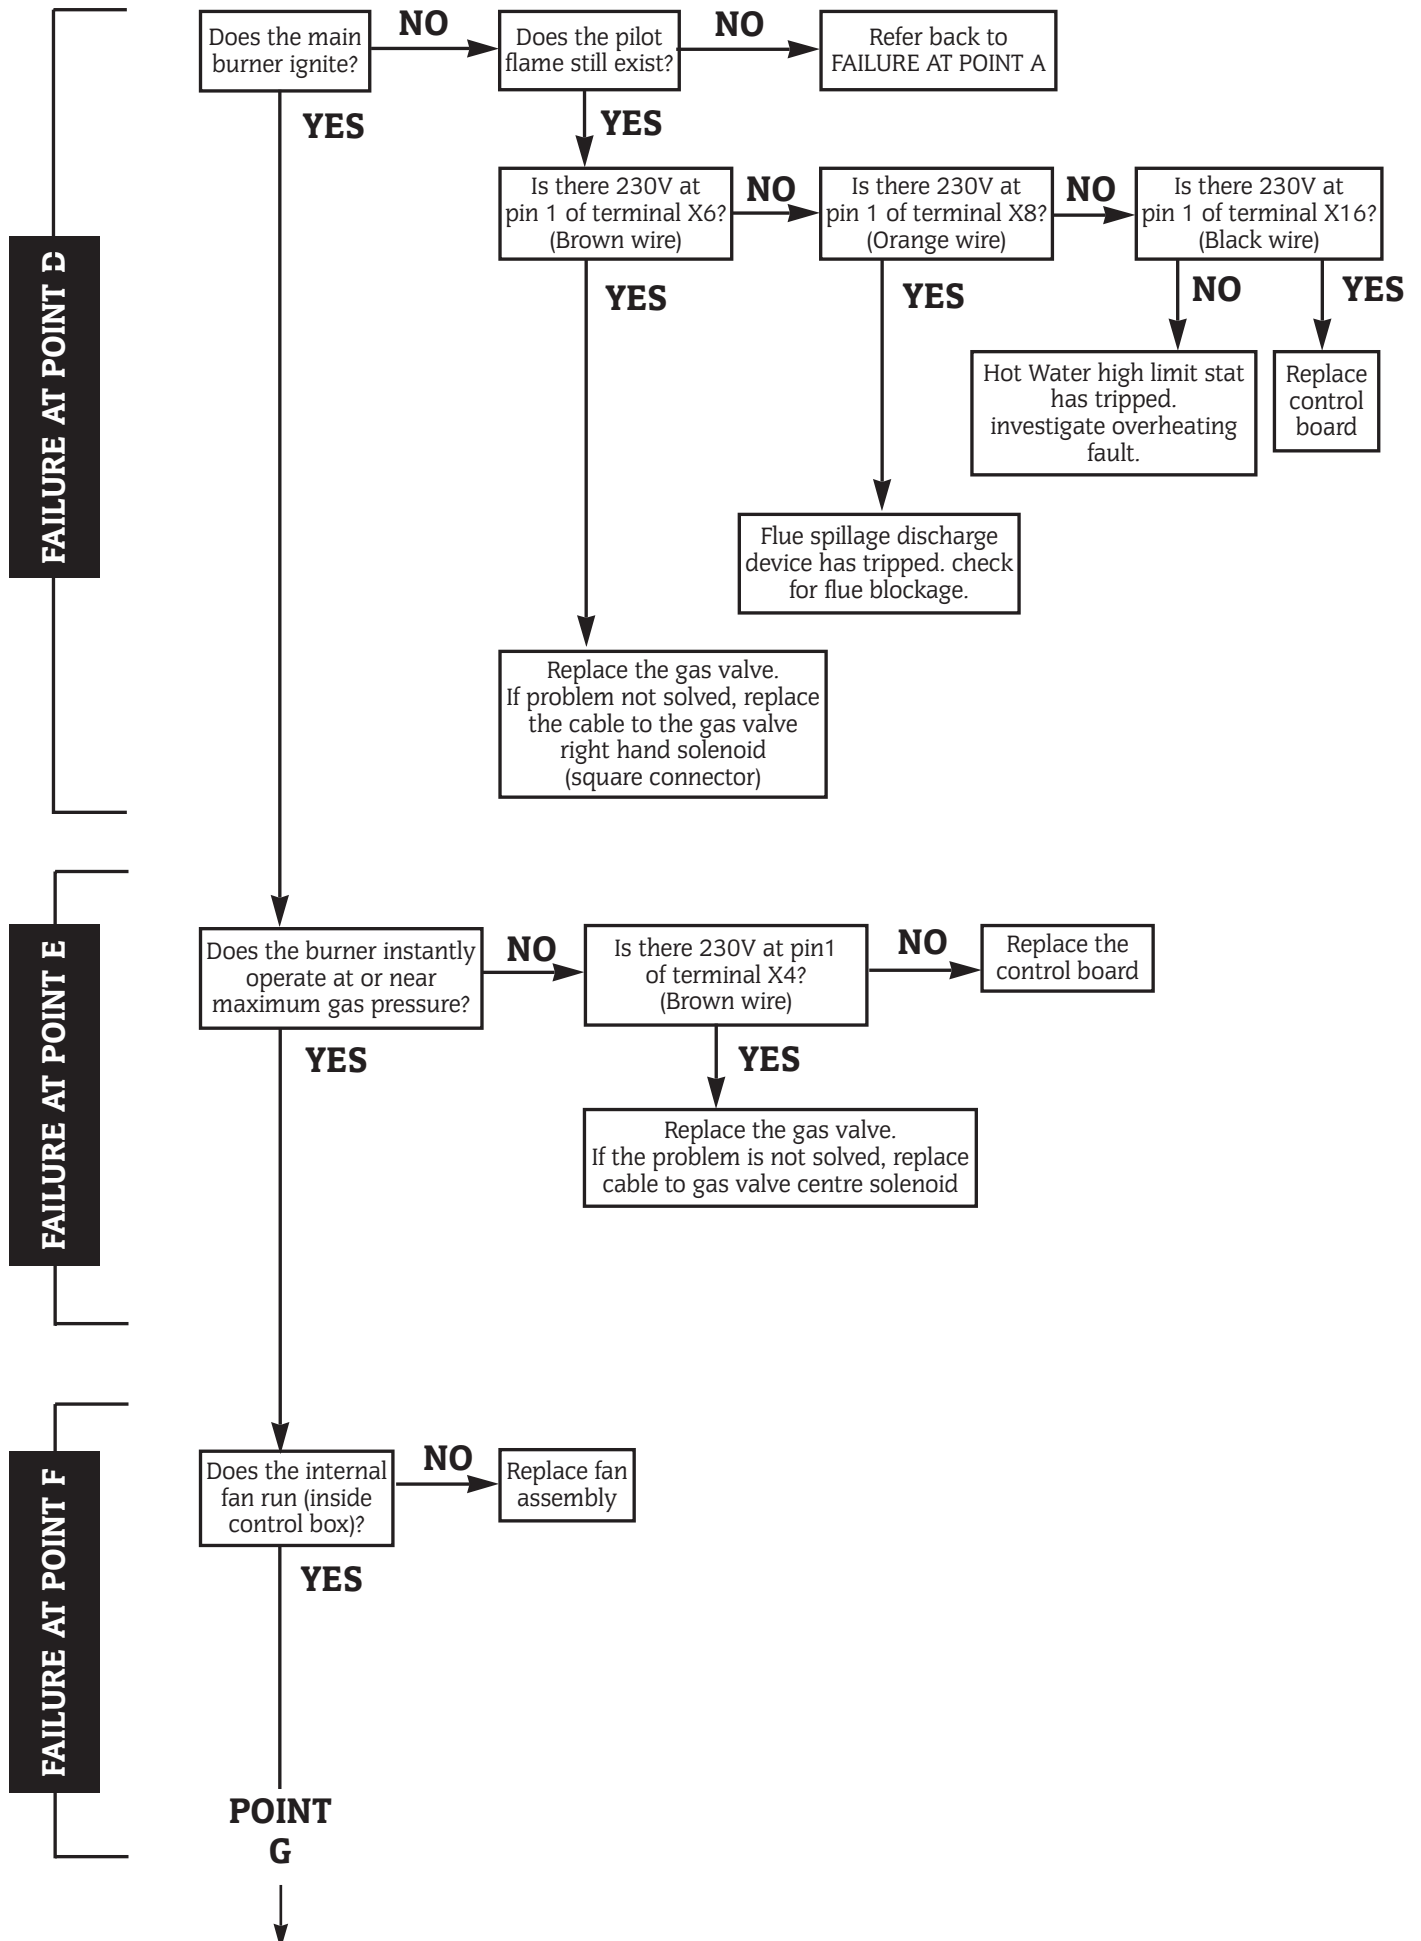 FAILURE AT POINT D
Does the main
burner ignite?
NO
Does the pilot
flame still exist?
NO
Refer back to
FAILURE AT POINT A
YES
YES
Is there 230V at
pin 1 of terminal X6?
(Brown wire)
NO
Is there 230V at
pin 1 of terminal X8?
(Orange wire)
NO
Is there 230V at
pin 1 of terminal X16?
(Black wire)
YES
YES
NO
YES
Hot Water high limit stat
has tripped.
investigate overheating
fault.
Replace
control
board
Flue spillage discharge
device has tripped. check
for flue blockage.
Replace the gas valve.
If problem not solved, replace
the cable to the gas valve
right hand solenoid
(square connector)
FAILURE AT POINT E
Does the burner instantly
operate at or near
maximum gas pressure?
NO
Is there 230V at pin1
of terminal X4?
(Brown wire)
NO
Replace the
control board
YES
YES
Replace the gas valve.
If the problem is not solved, replace
cable to gas valve centre solenoid
FAILURE AT POINT F
Does the internal
fan run (inside
control box)?
NO
Replace fan
assembly
YES
POINT
G